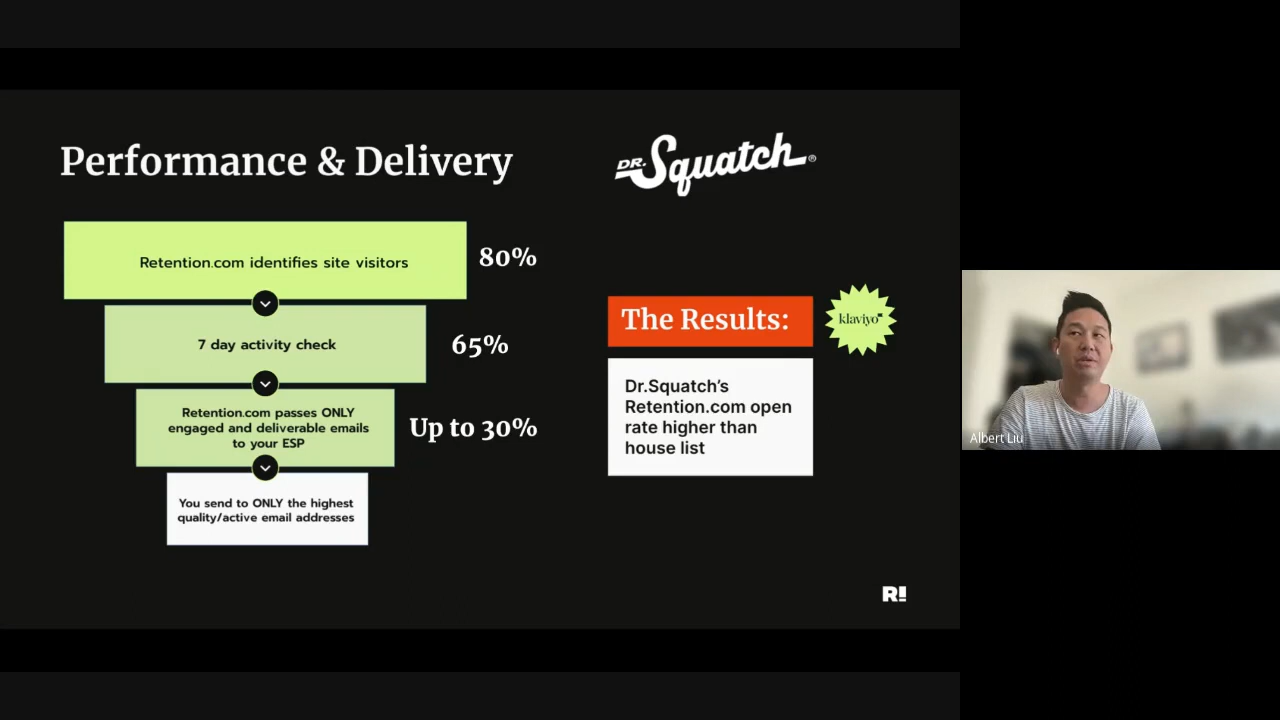 Performance & Delivery
DR. Squatch®
Retention.com identifies site visitors
80%
7 day activity check
65%
Retention.com passes ONLY
engaged and deliverable emails
to your ESP
Up to 30%
You send to ONLY the highest
quality/active email addresses
The Results:
klaviyo
Dr.Squatch's
Retention.com open
rate higher than
house list
R!
Albert Liu